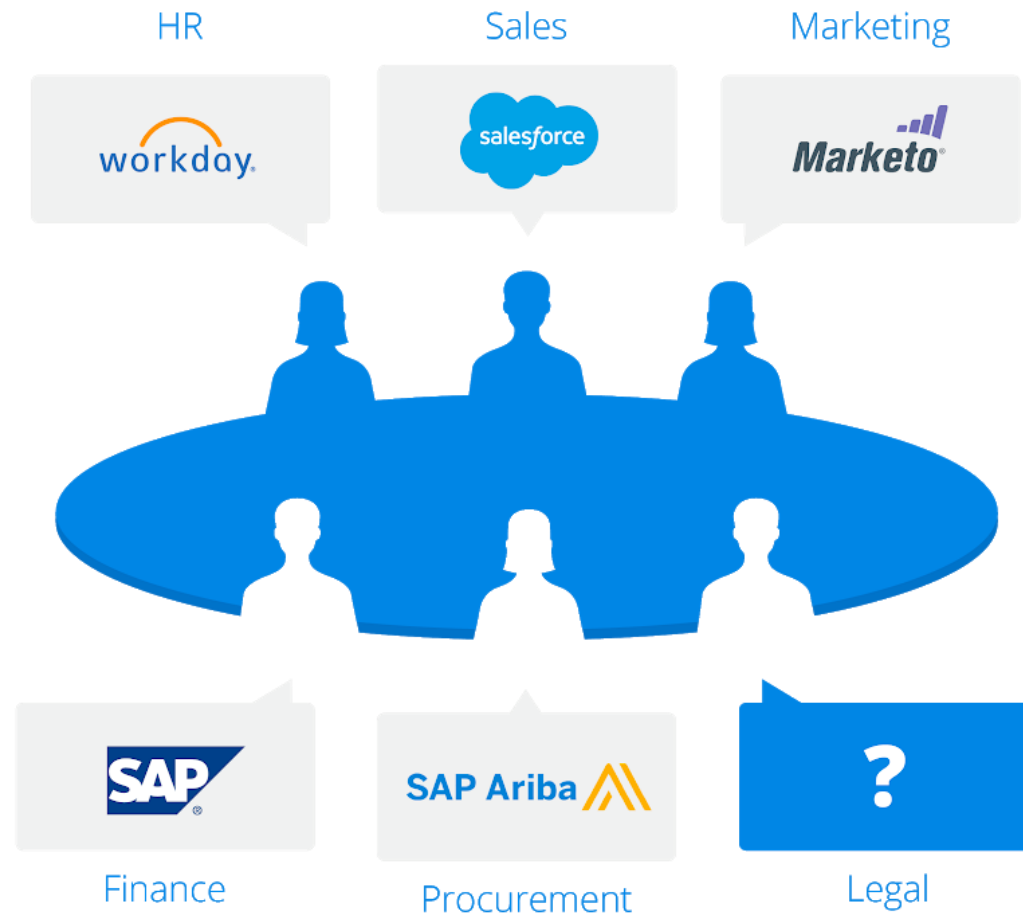 HR
Sales
Marketing
workday.
salesforce
Marketo®
SAP®
SAP Ariba
?
Finance
Procurement
Legal